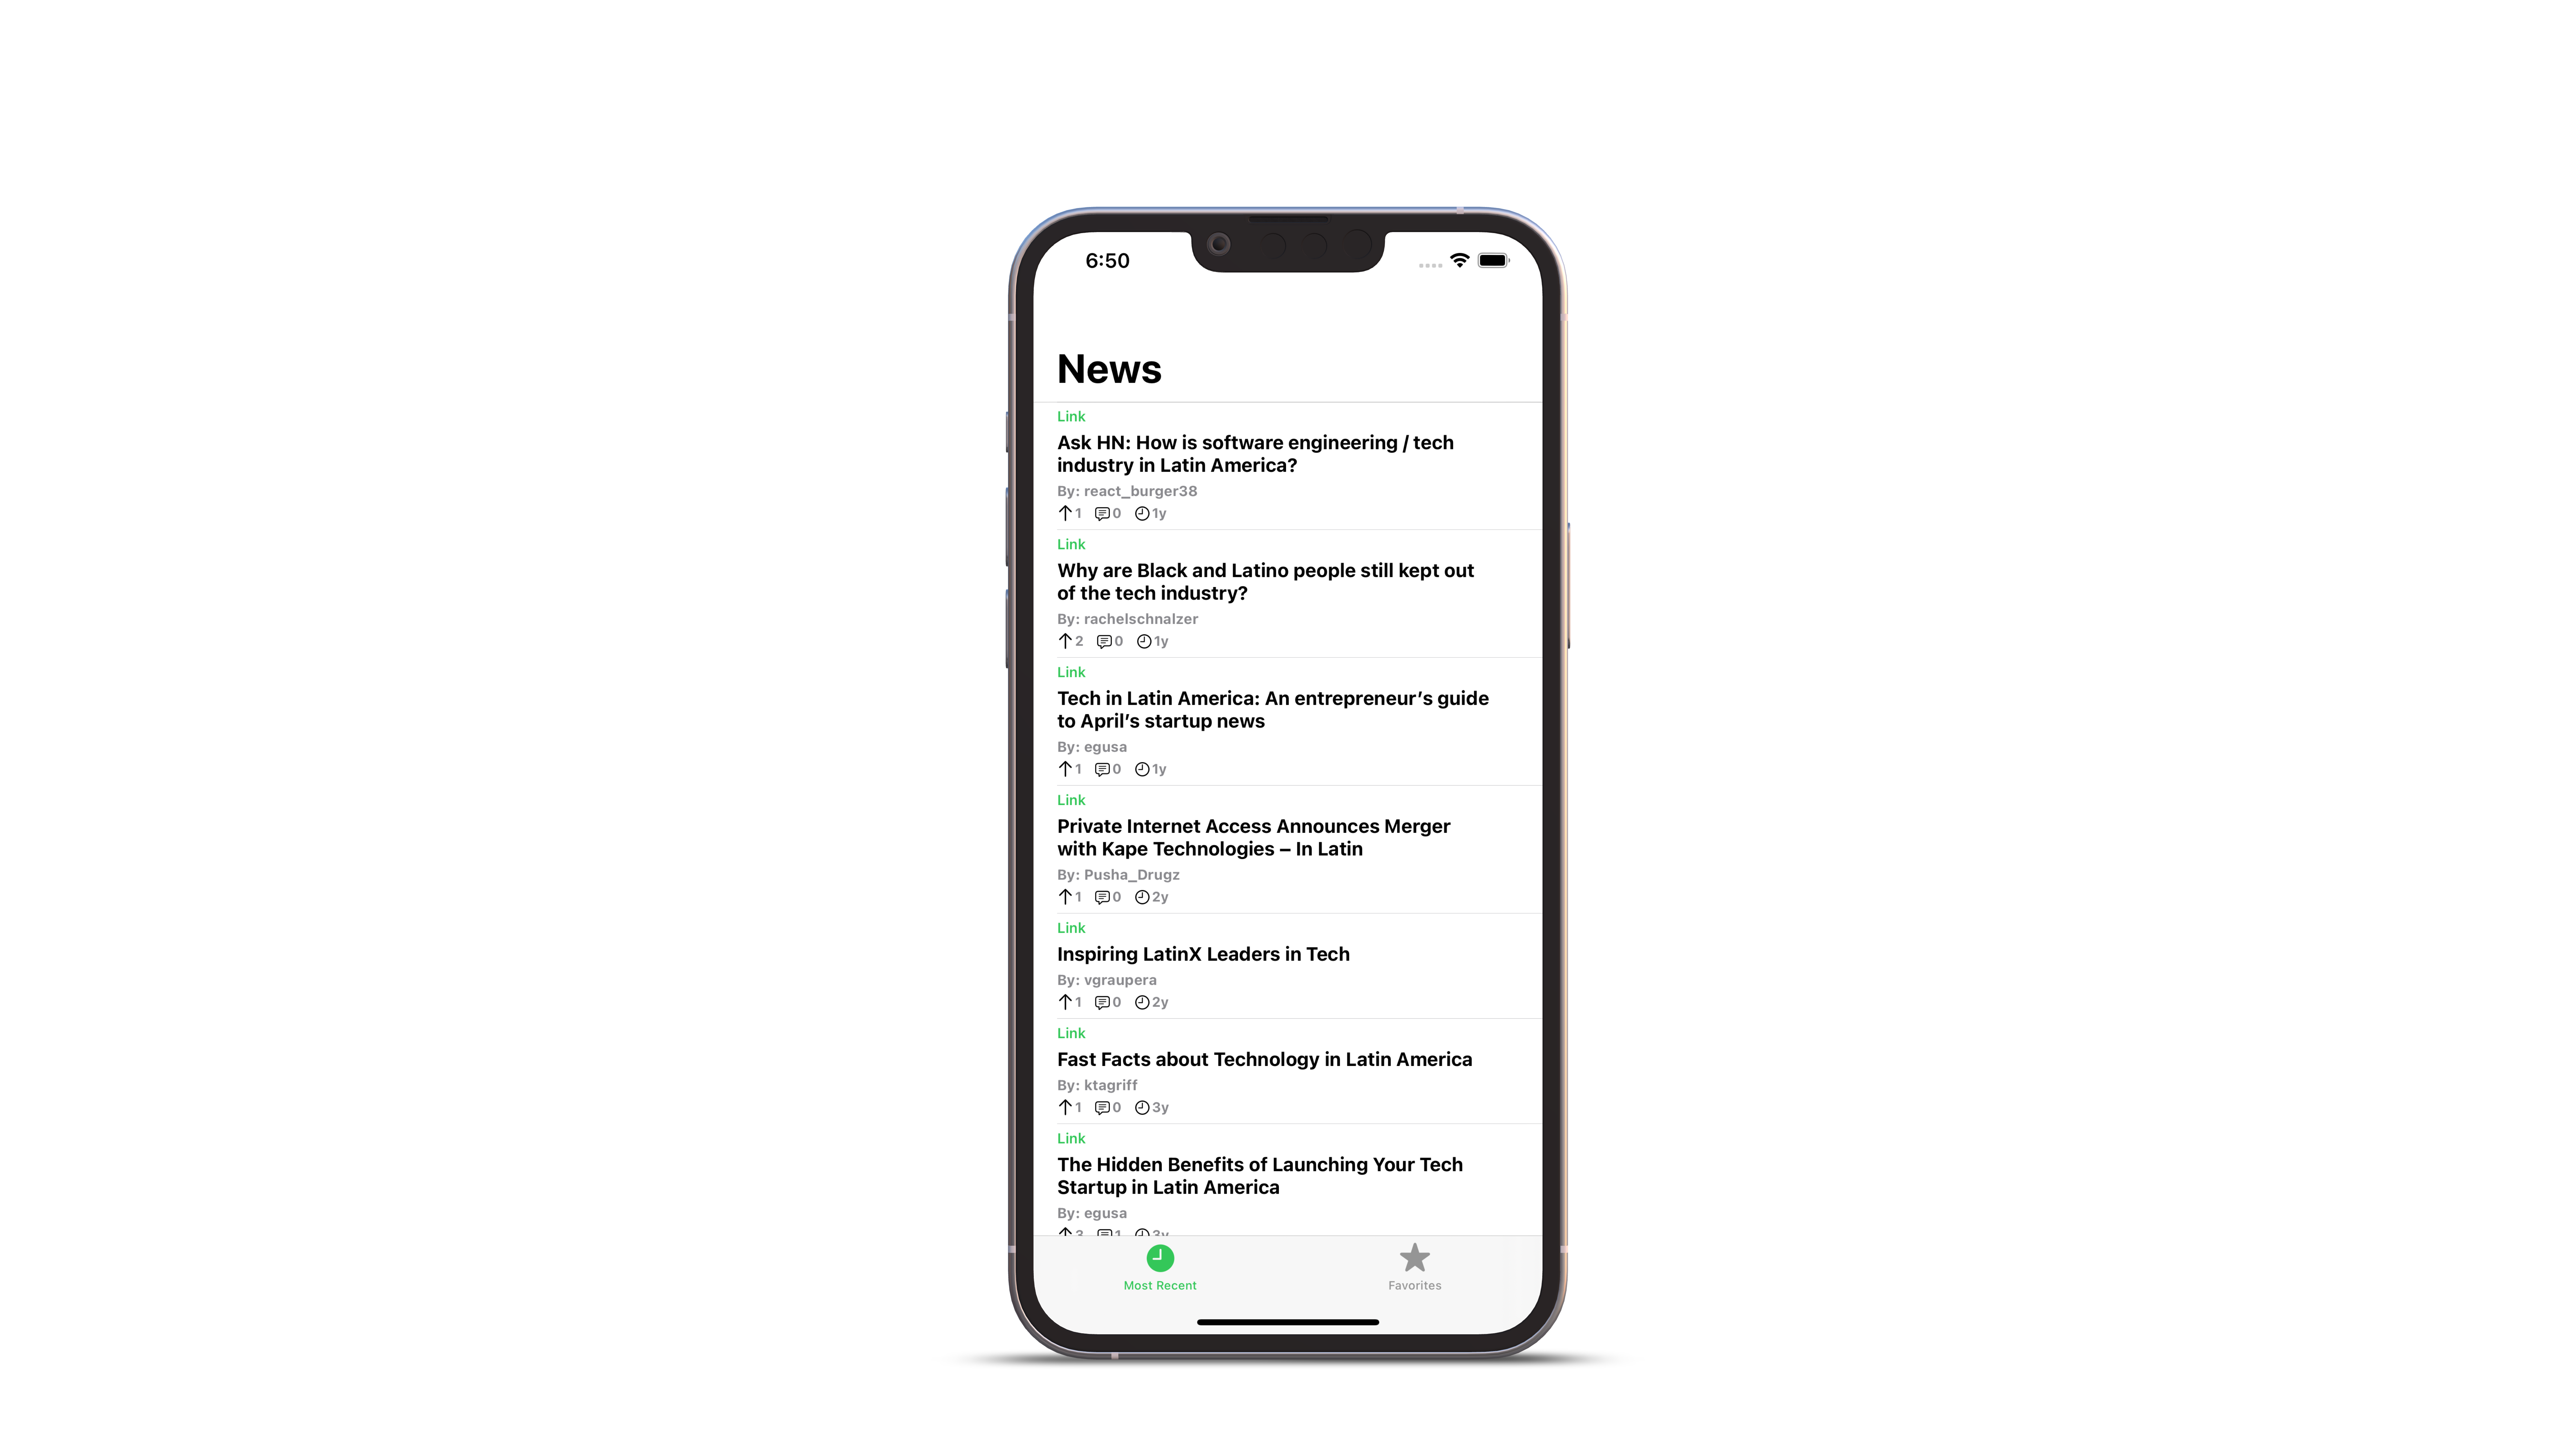 6:50
News
Link
Ask HN: How is software engineering / tech
industry in Latin America?
By: react_burger38
1 0 1y
Link
Why are Black and Latino people still kept out
of the tech industry?
By: rachelschnalzer
2 0 1y
Link
Tech in Latin America: An entrepreneur’s guide
to April’s startup news
By: egusa
1 0 1y
Link
Private Internet Access Announces Merger
with Kape Technologies – In Latin
By: Pusha_Drugz
1 0 2y
Link
Inspiring LatinX Leaders in Tech
By: vgraupera
1 0 2y
Link
Fast Facts about Technology in Latin America
By: ktagriff
1 0 3y
Link
The Hidden Benefits of Launching Your Tech
Startup in Latin America
By: egusa
3 1 3y
Most Recent
Favorites